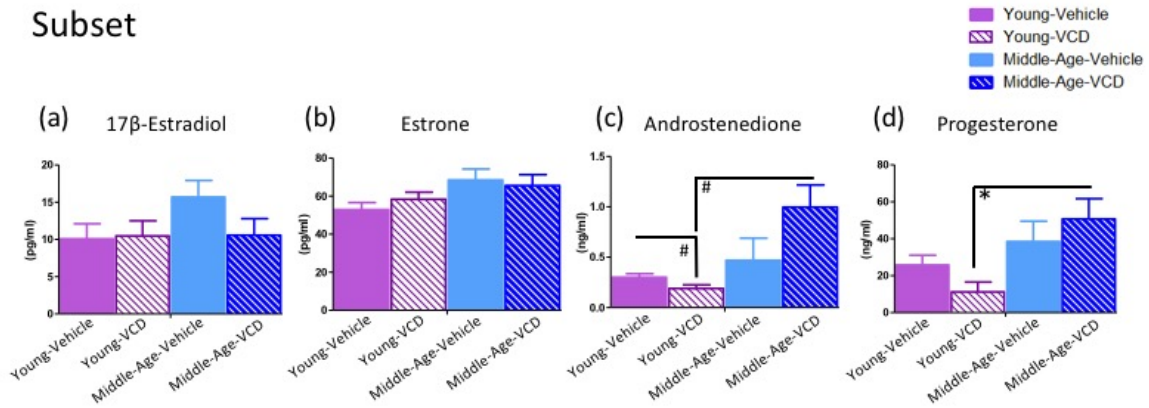 Subset
Young-Vehicle
Young-VCD
Middle-Age-Vehicle
Middle-Age-VCD
(a) 17β-Estradiol
20
15
10
5
0
(pg/ml)
Young-Vehicle
Young-VCD
Middle-Age-Vehicle
Middle-Age-VCD
(b) Estrone
80
60
40
20
0
(pg/ml)
Young-Vehicle
Young-VCD
Middle-Age-Vehicle
Middle-Age-VCD
(c) Androstenedione
1.5
1.0
0.5
0.0
(ng/ml)
#
#
Young-Vehicle
Young-VCD
Middle-Age-Vehicle
Middle-Age-VCD
(d) Progesterone
80
60
40
20
0
(ng/ml)
*
Young-Vehicle
Young-VCD
Middle-Age-Vehicle
Middle-Age-VCD